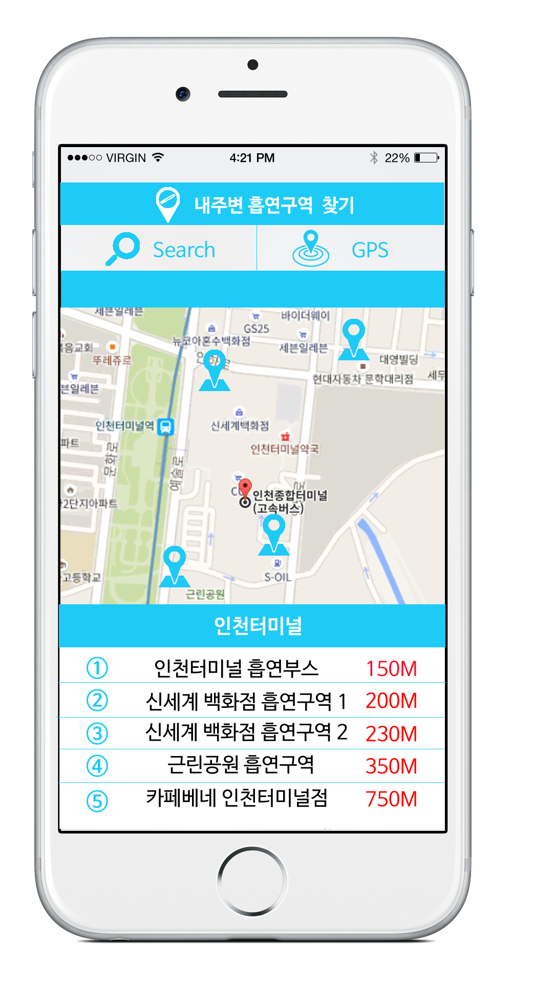 VIRGIN 4:21 PM 22%
내주변 흡연구역 찾기
Search GPS
세븐일레븐
바이더웨이
GS25
뉴코아혼수백화점
세븐일레븐
음교회
뚜레쥬르
대영빌딩
현대자동차 문학대리점
븐일레븐
신세계백화점
인천터미널역
파트
인천터미널약국
문화로
예술로
인천종합터미널
(고속버스)
2단지아파트
고등학교
S-OIL
근린공원
인천터미널
① 인천터미널 흡연부스 150M
② 신세계 백화점 흡연구역 1 200M
③ 신세계 백화점 흡연구역 2 230M
④ 근린공원 흡연구역 350M
⑤ 카페베네 인천터미널점 750M